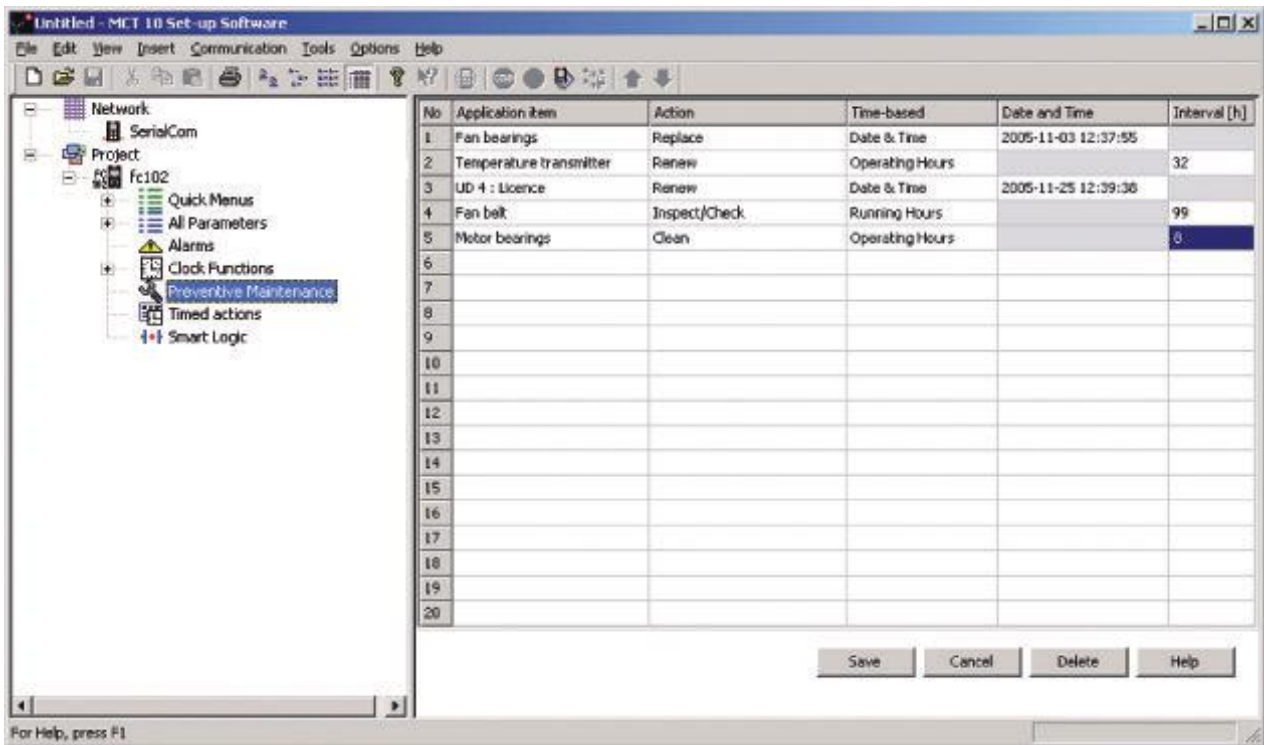 Untitled - MCT 10 Set-up Software
File Edit View Insert Communication Tools Options Help
Network
SerialCom
Project
fc102
Quick Menus
All Parameters
Alarms
Clock Functions
Preventive Maintenance
Timed actions
Smart Logic
No Application item Action Time-based Date and Time Interval [h]
1 Fan bearings Replace Date & Time 2005-11-03 12:37:55
2 Temperature transmitter Renew Operating Hours 32
3 UD 4 : Licence Renew Date & Time 2005-11-25 12:39:38
4 Fan belt Inspect/Check Running Hours 99
5 Motor bearings Clean Operating Hours
6
7
8
9
10
11
12
13
14
15
16
17
18
19
20
Save Cancel Delete Help
For Help, press F1